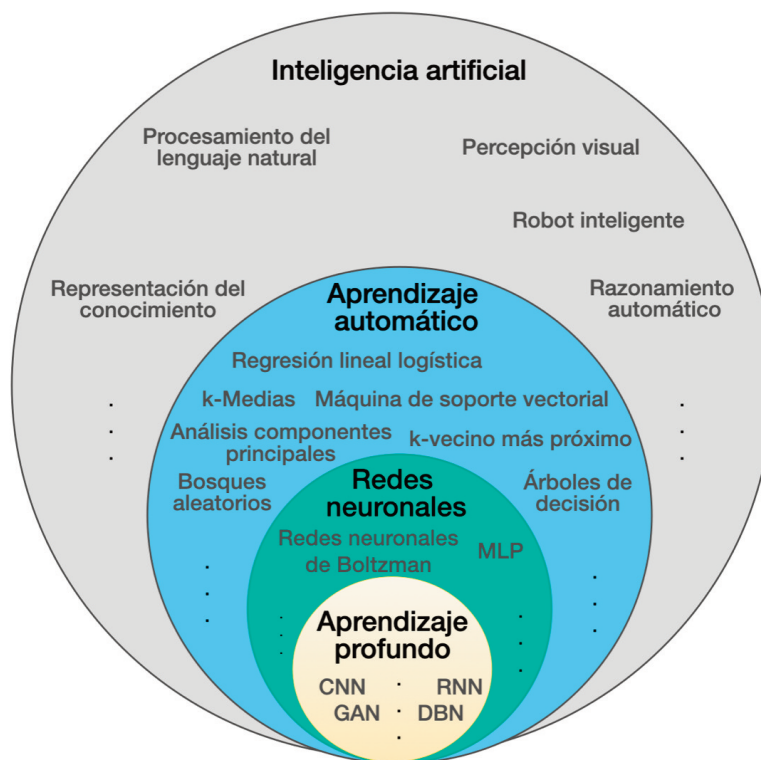 Inteligencia artificial
Procesamiento del
lenguaje natural
Percepción visual
Robot inteligente
Representación del
conocimiento
Razonamiento
automático
Aprendizaje
automático
Regresión lineal logística
k-Medias
Máquina de soporte vectorial
Análisis componentes
principales
k-vecino más próximo
Bosques
aleatorios
Árboles de
decisión
Redes
neuronales
Redes neuronales
de Boltzman
MLP
Aprendizaje
profundo
CNN
RNN
GAN
DBN